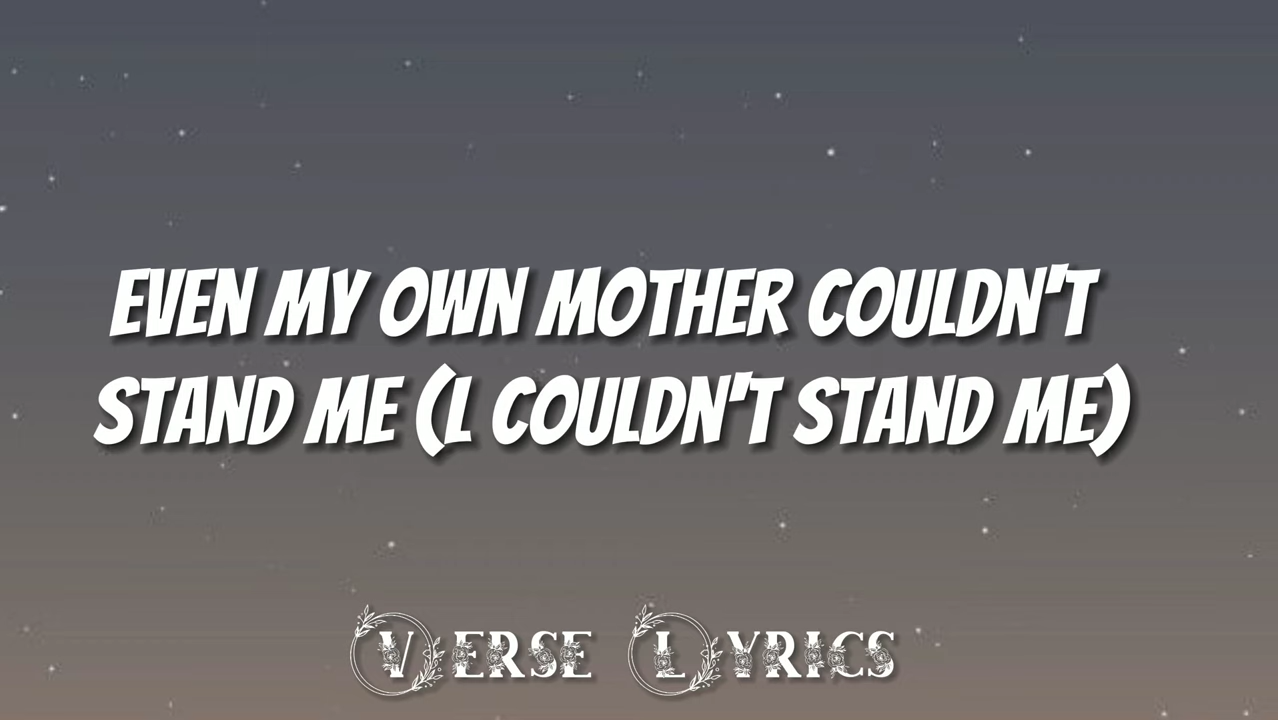 EVEN MY OWN MOTHER COULDN'T
STAND ME (L COULDN'T STAND ME)
VERSE LYRICS